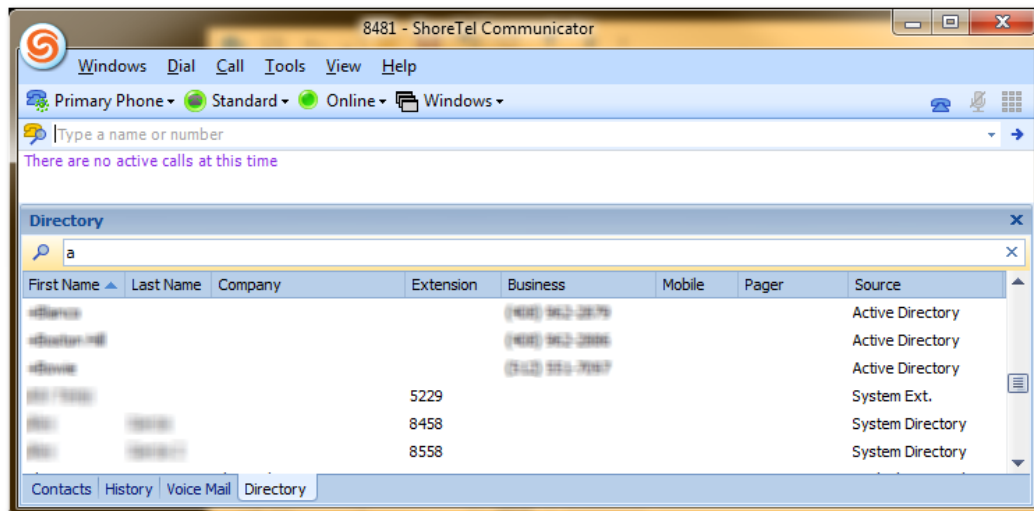 8481 - ShoreTel Communicator
Windows Dial Call Tools View Help
Primary Phone Standard Online Windows
Type a name or number
There are no active calls at this time
Directory
a
First Name Last Name Company Extension Business Mobile Pager Source
Active Directory
Active Directory
Active Directory
5229 System Ext.
8458 System Directory
8558 System Directory
Contacts History Voice Mail Directory